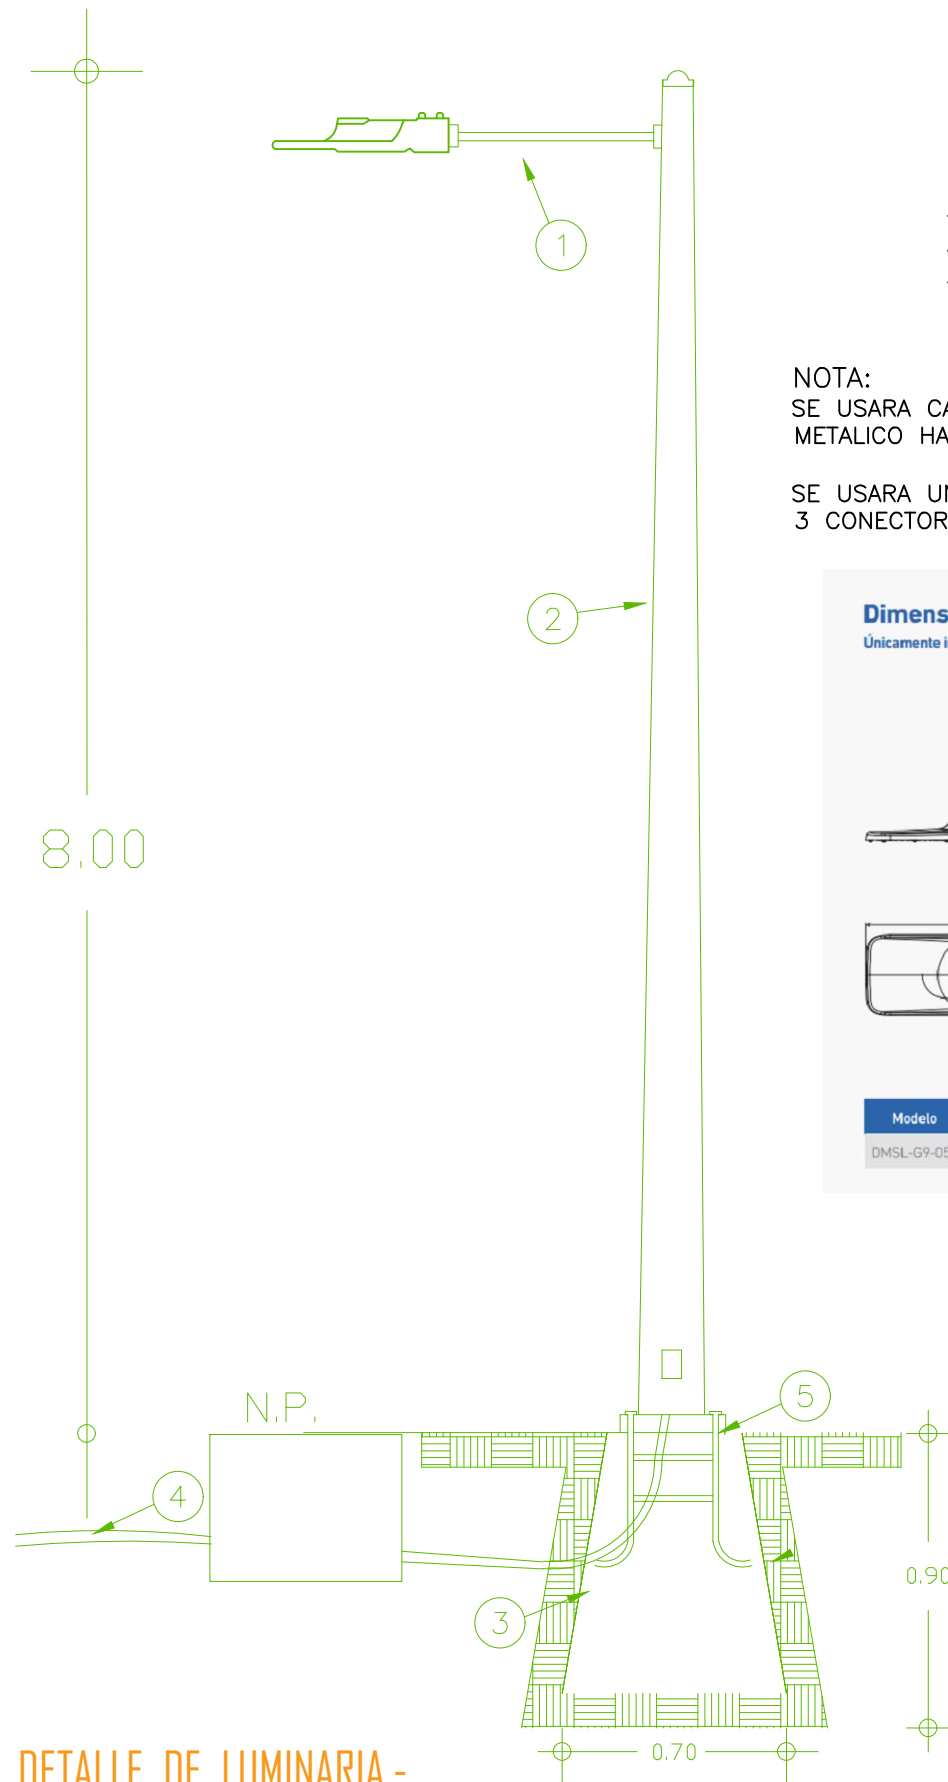 1
NOTA:
SE USARA CA
METALICO HA
SE USARA UN
3 CONECTOR
Dimens
Únicamente i
2
8.00
Modelo
DMSL-G9-05
N.P.
5
4
0.90
3
0.70
DETALLE DE LUMINARIA -